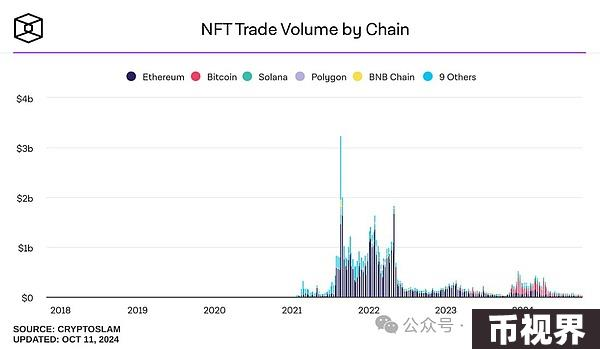 NFT Trade Volume by Chain
Ethereum Bitcoin Solana Polygon BNB Chain 9 Others
$4b
$3b
$2b
$1b
$0
2018 2019 2020 2021 2022 2023
公众号 ·
币视界
SOURCE: CRYPTOSLAM
UPDATED: OCT 11, 2024